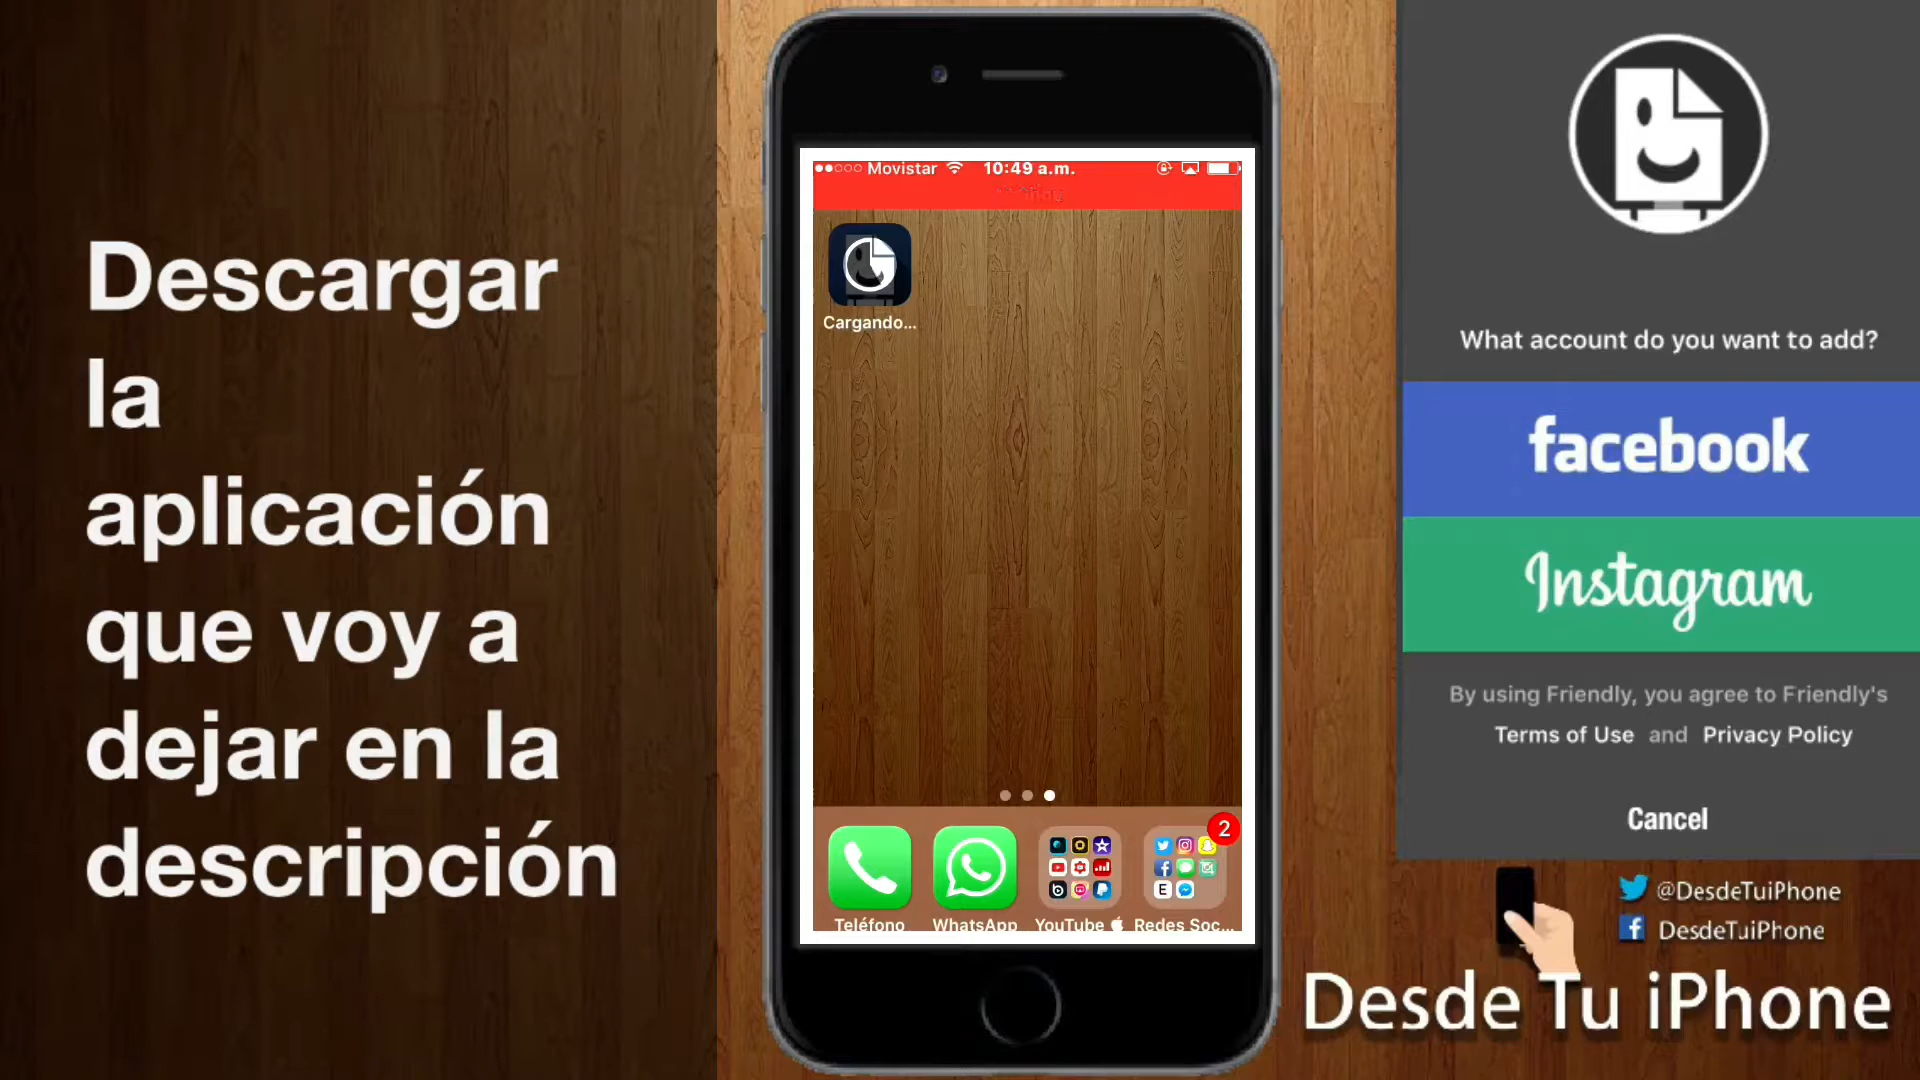 Descargar
la
aplicación
que voy a
dejar en la
descripción
Movistar 10:49 a.m.
Cargando...
2
Teléfono WhatsApp YouTube Redes Soc...
What account do you want to add?
facebook
Instagram
By using Friendly, you agree to Friendly's
Terms of Use and Privacy Policy
Cancel
@DesdeTuiPhone
DesdeTuiPhone
Desde Tu iPhone